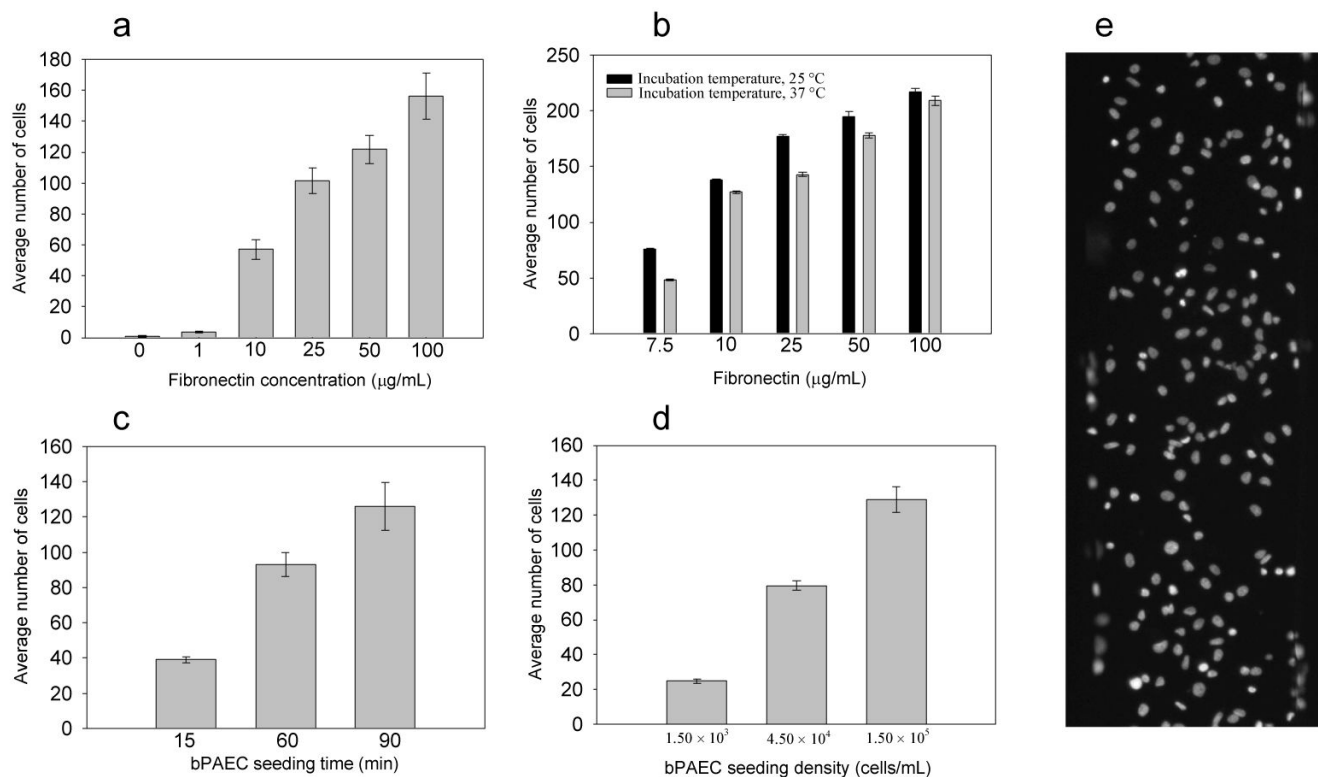 a
180
160
140
120
100
80
60
40
20
0
Average number of cells
0 1 10 25 50 100
Fibronectin concentration (μg/mL)
b
250
200
150
100
50
0
Average number of cells
Incubation temperature, 25 °C
Incubation temperature, 37 °C
7.5 10 25 50 100
Fibronectin (μg/mL)
c
160
140
120
100
80
60
40
20
0
Average number of cells
15 60 90
bPAEC seeding time (min)
d
160
140
120
100
80
60
40
20
0
Average number of cells
1.50 × 10³ 4.50 × 10⁴ 1.50 × 10⁵
bPAEC seeding density (cells/mL)
e